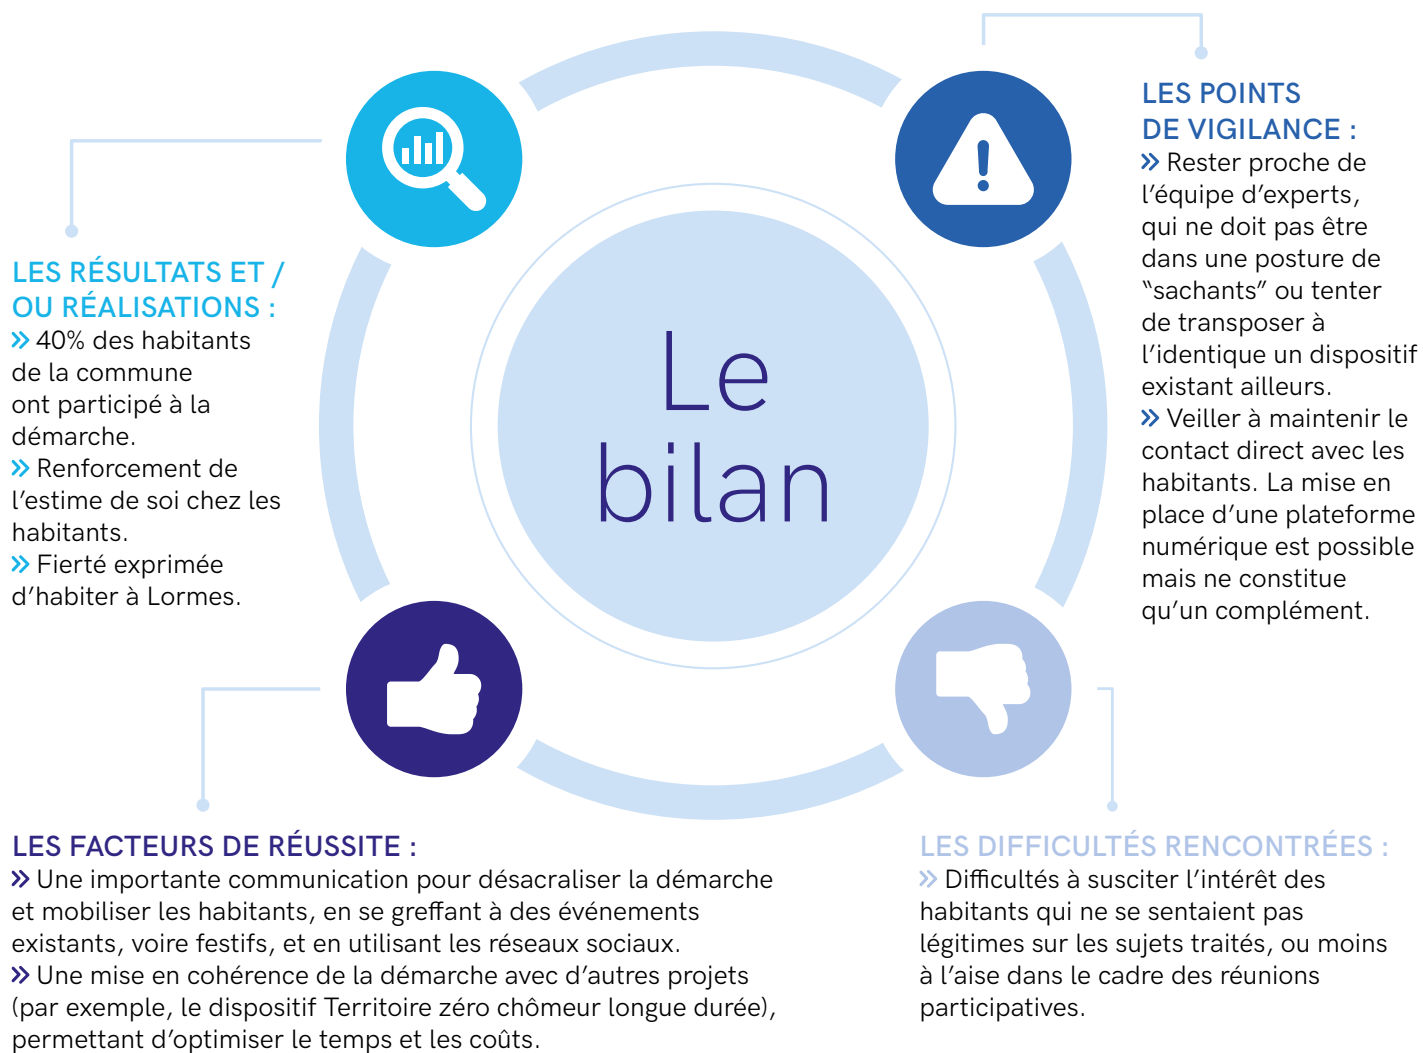 Le
bilan
LES RÉSULTATS ET /
OU RÉALISATIONS :
» 40% des habitants
de la commune
ont participé à la
démarche.
» Renforcement de
l’estime de soi chez les
habitants.
» Fierté exprimée
d’habiter à Lormes.
LES POINTS
DE VIGILANCE :
» Rester proche de
l’équipe d’experts,
qui ne doit pas être
dans une posture de
“sachants” ou tenter
de transposer à
l’identique un dispositif
existant ailleurs.
» Veiller à maintenir le
contact direct avec les
habitants. La mise en
place d’une plateforme
numérique est possible
mais ne constitue
qu’un complément.
LES FACTEURS DE RÉUSSITE :
» Une importante communication pour désacraliser la démarche
et mobiliser les habitants, en se greffant à des événements
existants, voire festifs, et en utilisant les réseaux sociaux.
» Une mise en cohérence de la démarche avec d’autres projets
(par exemple, le dispositif Territoire zéro chômeur longue durée),
permettant d’optimiser le temps et les coûts.
LES DIFFICULTÉS RENCONTRÉES :
» Difficultés à susciter l’intérêt des
habitants qui ne se sentaient pas
légitimes sur les sujets traités, ou moins
à l’aise dans le cadre des réunions
participatives.